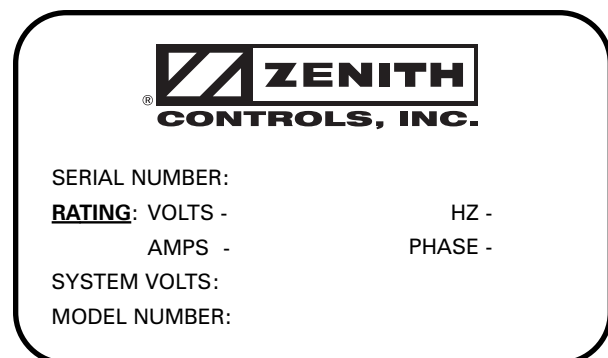 ZENITH
®
CONTROLS, INC.
SERIAL NUMBER:
RATING: VOLTS - HZ -
AMPS - PHASE -
SYSTEM VOLTS:
MODEL NUMBER: